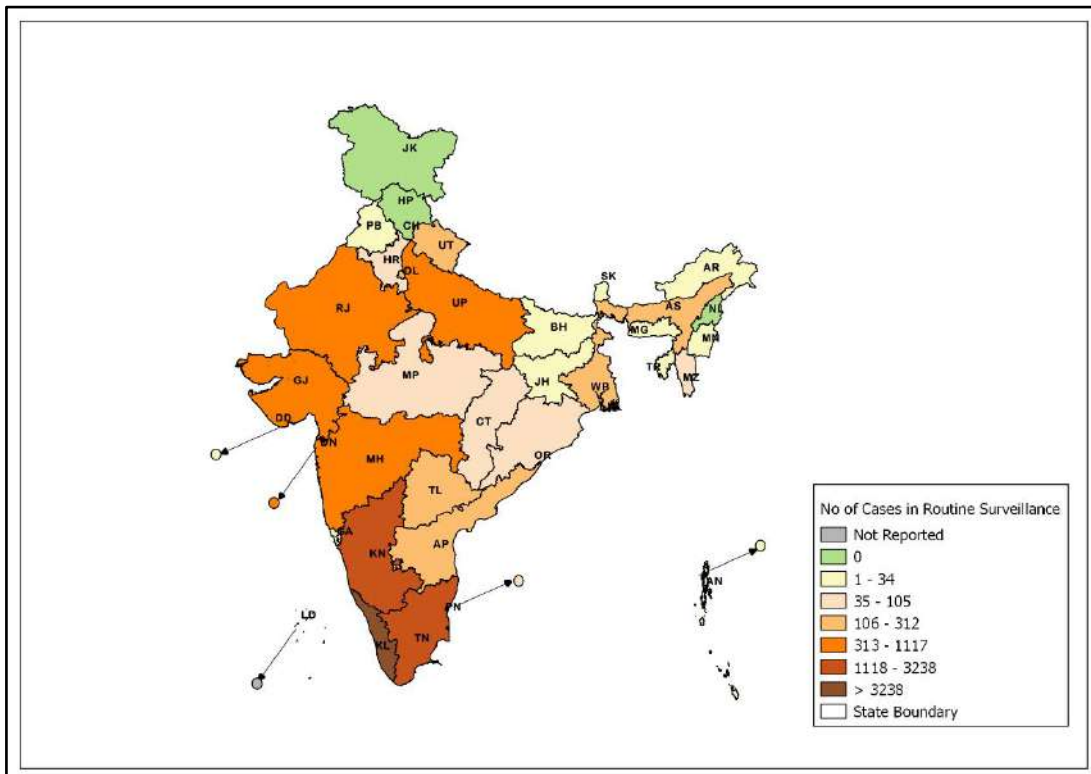 JK
HP
CH
PB
UT
HR
DL
SK
AR
RJ
UP
AS
NL
BH
MG
MN
GJ
MP
JH
TR
MZ
WB
CT
DD
DN
MH
OR
TL
GA
KN
AP
AN
PN
LD
TN
KL
No of Cases in Routine Surveillance
Not Reported
0
1 - 34
35 - 105
106 - 312
313 - 1117
1118 - 3238
> 3238
State Boundary